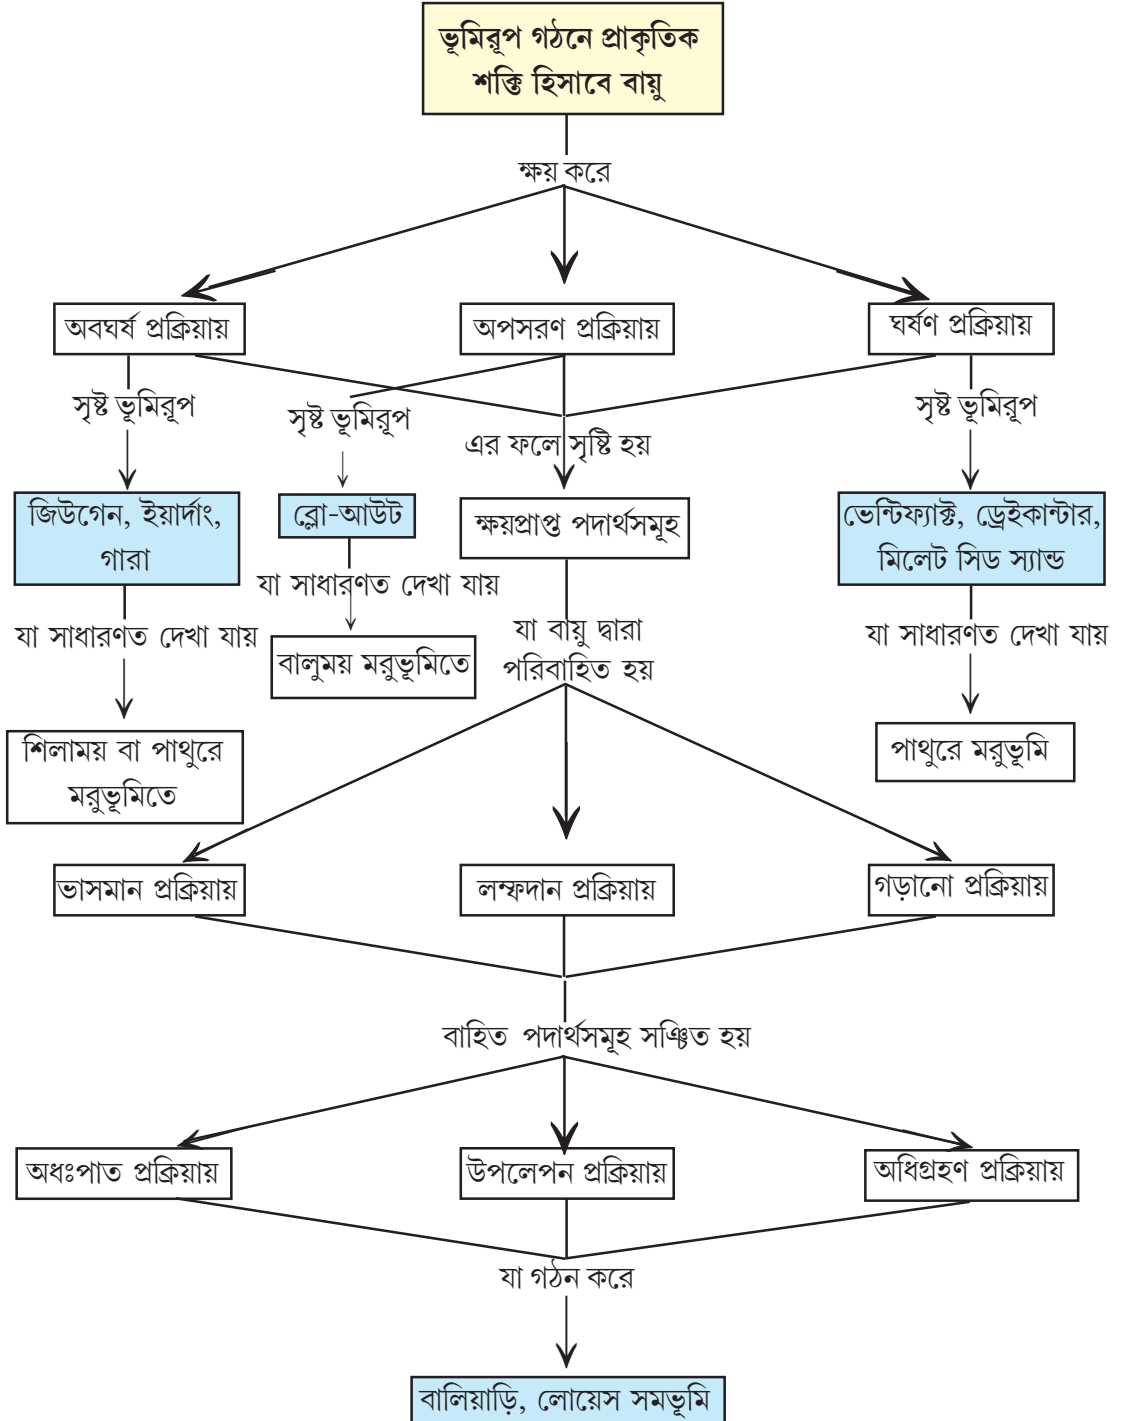 ভূমিরূপ গঠনে প্রাকৃতিক
শক্তি হিসাবে বায়ু
ক্ষয় করে
অবঘর্ষ প্রক্রিয়ায়
অপসরণ প্রক্রিয়ায়
ঘর্ষণ প্রক্রিয়ায়
সৃষ্ট ভূমিরূপ
সৃষ্ট ভূমিরূপ
এর ফলে সৃষ্টি হয়
সৃষ্ট ভূমিরূপ
জিউগেন, ইয়ার্দাং,
গারা
ব্লো-আউট
ক্ষয়প্রাপ্ত পদার্থসমূহ
ভেন্টিফ্যাক্ট, ড্রেইকান্টার,
মিলেট সিড স্যান্ড
যা সাধারণত দেখা যায়
যা সাধারণত দেখা যায়
যা বায়ু দ্বারা
পরিবাহিত হয়
যা সাধারণত দেখা যায়
বালুময় মরুভূমিতে
শিলাময় বা পাথুরে
মরুভূমিতে
পাথুরে মরুভূমি
ভাসমান প্রক্রিয়ায়
লম্ফদান প্রক্রিয়ায়
গড়ানো প্রক্রিয়ায়
বাহিত পদার্থসমূহ সঞ্চিত হয়
অধঃপাত প্রক্রিয়ায়
উপলেপন প্রক্রিয়ায়
অধিগ্রহণ প্রক্রিয়ায়
যা গঠন করে
বালিয়াড়ি, লোয়েস সমভূমি